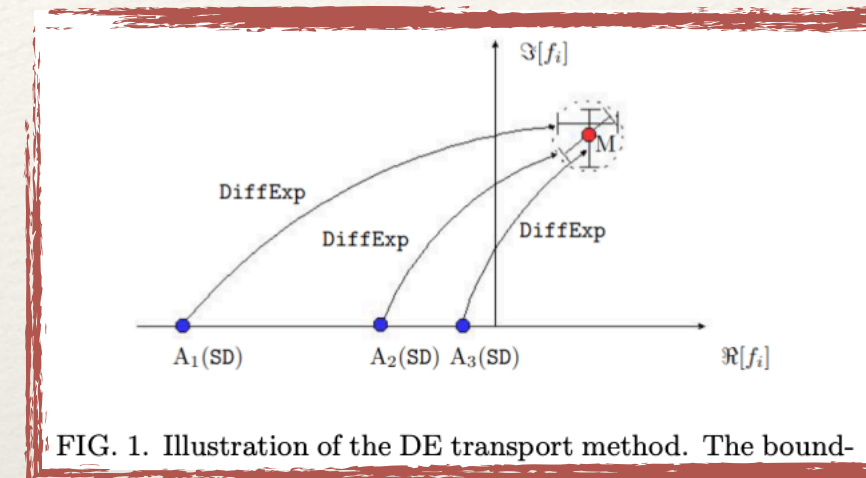 ℑ[fᵢ]
M
DiffExp
DiffExp
DiffExp
A₁(SD) A₂(SD) A₃(SD) ℜ[fᵢ]
FIG. 1. Illustration of the DE transport method. The bound-